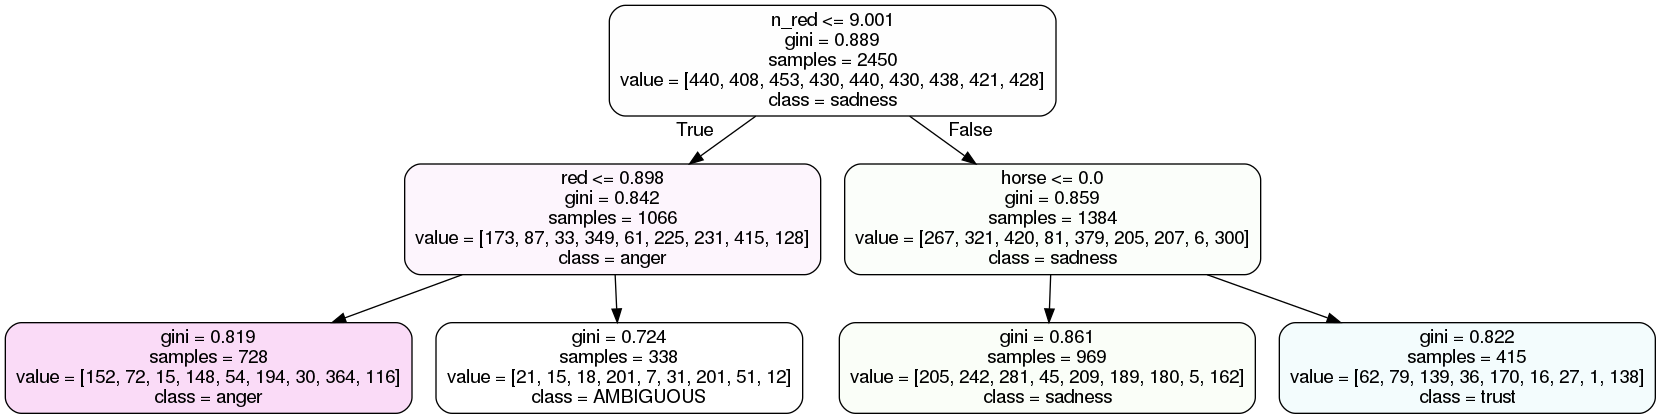 n_red <= 9.001
gini = 0.889
samples = 2450
value = [440, 408, 453, 430, 440, 430, 438, 421, 428]
class = sadness
True
False
red <= 0.898
gini = 0.842
samples = 1066
value = [173, 87, 33, 349, 61, 225, 231, 415, 128]
class = anger
horse <= 0.0
gini = 0.859
samples = 1384
value = [267, 321, 420, 81, 379, 205, 207, 6, 300]
class = sadness
gini = 0.819
samples = 728
value = [152, 72, 15, 148, 54, 194, 30, 364, 116]
class = anger
gini = 0.724
samples = 338
value = [21, 15, 18, 201, 7, 31, 201, 51, 12]
class = AMBIGUOUS
gini = 0.861
samples = 969
value = [205, 242, 281, 45, 209, 189, 180, 5, 162]
class = sadness
gini = 0.822
samples = 415
value = [62, 79, 139, 36, 170, 16, 27, 1, 138]
class = trust